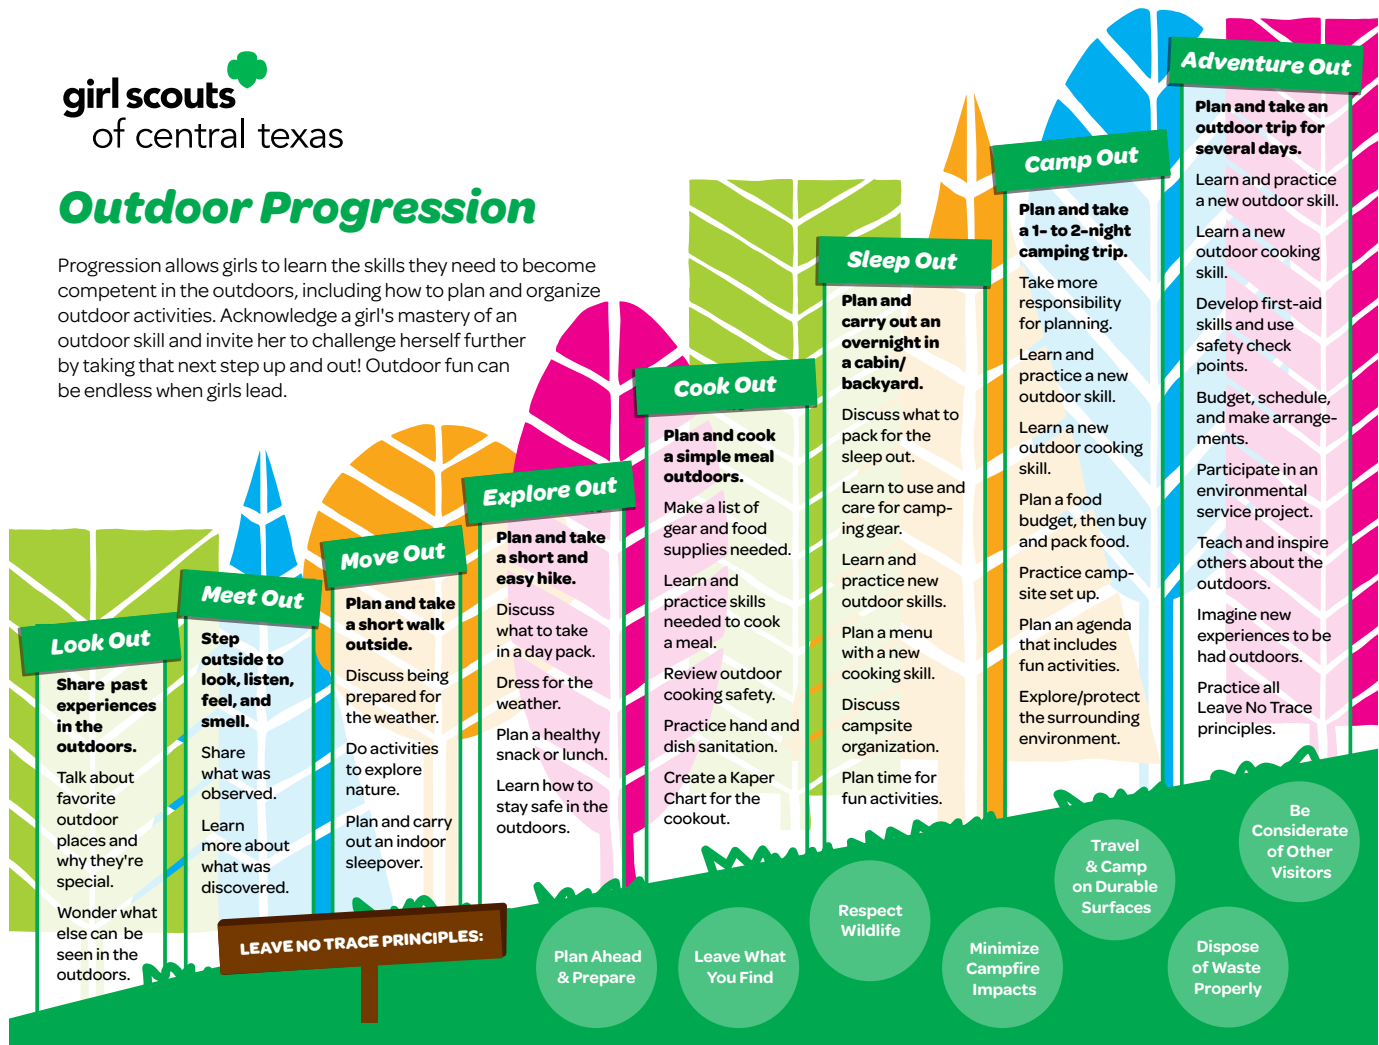 girl scouts
of central texas
Outdoor Progression
Progression allows girls to learn the skills they need to become
competent in the outdoors, including how to plan and organize
outdoor activities. Acknowledge a girl's mastery of an
outdoor skill and invite her to challenge herself further
by taking that next step up and out! Outdoor fun can
be endless when girls lead.
Look Out
Share past
experiences
in the
outdoors.
Talk about
favorite
outdoor
places and
why they're
special.
Wonder what
else can be
seen in the
outdoors.
Meet Out
Step
outside to
look, listen,
feel, and
smell.
Share
what was
observed.
Learn
more about
what was
discovered.
Move Out
Plan and take
a short walk
outside.
Discuss being
prepared for
the weather.
Do activities
to explore
nature.
Plan and carry
out an indoor
sleepover.
Explore Out
Plan and take
a short and
easy hike.
Discuss
what to take
in a day pack.
Dress for the
weather.
Plan a healthy
snack or lunch.
Learn how to
stay safe in the
outdoors.
Cook Out
Plan and cook
a simple meal
outdoors.
Make a list of
gear and food
supplies needed.
Learn and
practice skills
needed to cook
a meal.
Review outdoor
cooking safety.
Practice hand and
dish sanitation.
Create a Kaper
Chart for the
cookout.
Sleep Out
Plan and
carry out an
overnight in
a cabin/
backyard.
Discuss what to
pack for the
sleep out.
Learn to use and
care for camp-
ing gear.
Learn and
practice new
outdoor skills.
Plan a menu
with a new
cooking skill.
Discuss
campsite
organization.
Plan time for
fun activities.
Camp Out
Plan and take
a 1- to 2-night
camping trip.
Take more
responsibility
for planning.
Learn and
practice a new
outdoor skill.
Learn a new
outdoor cooking
skill.
Plan a food
budget, then buy
and pack food.
Practice camp-
site set up.
Plan an agenda
that includes
fun activities.
Explore/protect
the surrounding
environment.
Adventure Out
Plan and take an
outdoor trip for
several days.
Learn and practice
a new outdoor skill.
Learn a new
outdoor cooking
skill.
Develop first-aid
skills and use
safety check
points.
Budget, schedule,
and make arrange-
ments.
Participate in an
environmental
service project.
Teach and inspire
others about the
outdoors.
Imagine new
experiences to be
had outdoors.
Practice all
Leave No Trace
principles.
LEAVE NO TRACE PRINCIPLES:
Plan Ahead
& Prepare
Leave What
You Find
Respect
Wildlife
Minimize
Campfire
Impacts
Travel
& Camp
on Durable
Surfaces
Dispose
of Waste
Properly
Be
Considerate
of Other
Visitors